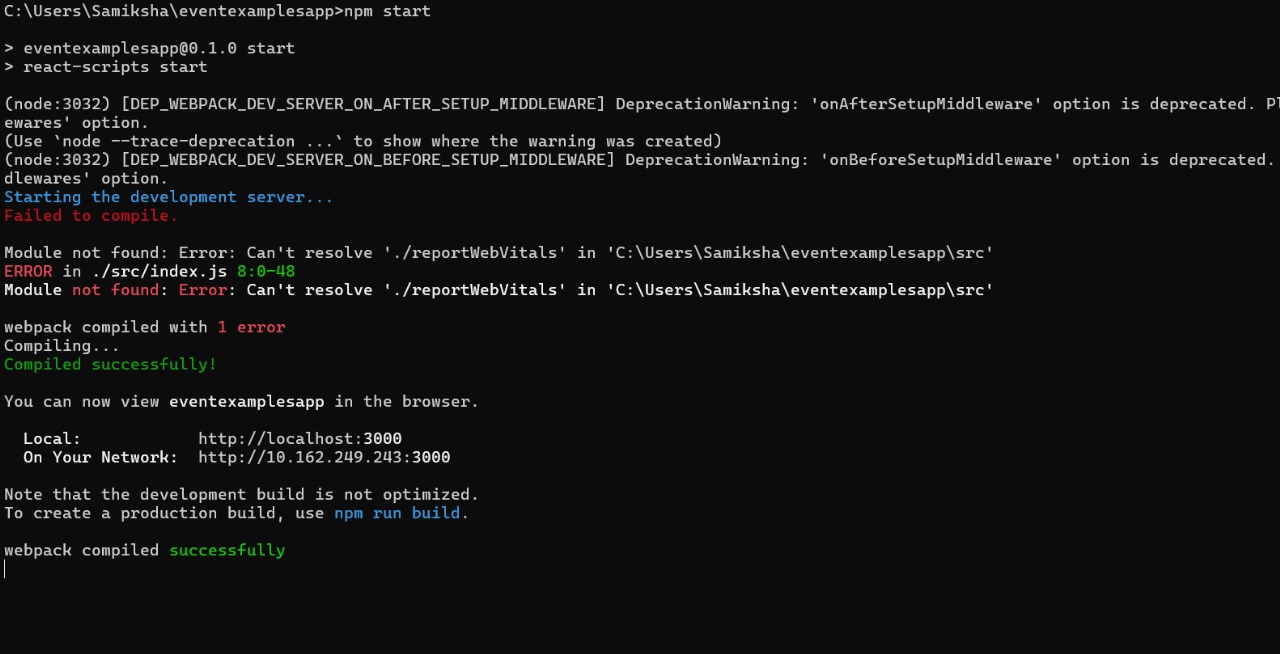 C:\Users\Samiksha\eventexamplesapp>npm start
> eventexamplesapp@0.1.0 start
> react-scripts start
(node:3032) [DEP_WEBPACK_DEV_SERVER_ON_AFTER_SETUP_MIDDLEWARE] DeprecationWarning: 'onAfterSetupMiddleware' option is deprecated. Pl
ewares' option.
(Use `node --trace-deprecation ...` to show where the warning was created)
(node:3032) [DEP_WEBPACK_DEV_SERVER_ON_BEFORE_SETUP_MIDDLEWARE] DeprecationWarning: 'onBeforeSetupMiddleware' option is deprecated.
dlewares' option.
Starting the development server...
Failed to compile.
Module not found: Error: Can't resolve './reportWebVitals' in 'C:\Users\Samiksha\eventexamplesapp\src'
ERROR in ./src/index.js 8:0-48
Module not found: Error: Can't resolve './reportWebVitals' in 'C:\Users\Samiksha\eventexamplesapp\src'
webpack compiled with 1 error
Compiling...
Compiled successfully!
You can now view eventexamplesapp in the browser.
Local: http://localhost:3000
On Your Network: http://10.162.249.243:3000
Note that the development build is not optimized.
To create a production build, use npm run build.
webpack compiled successfully